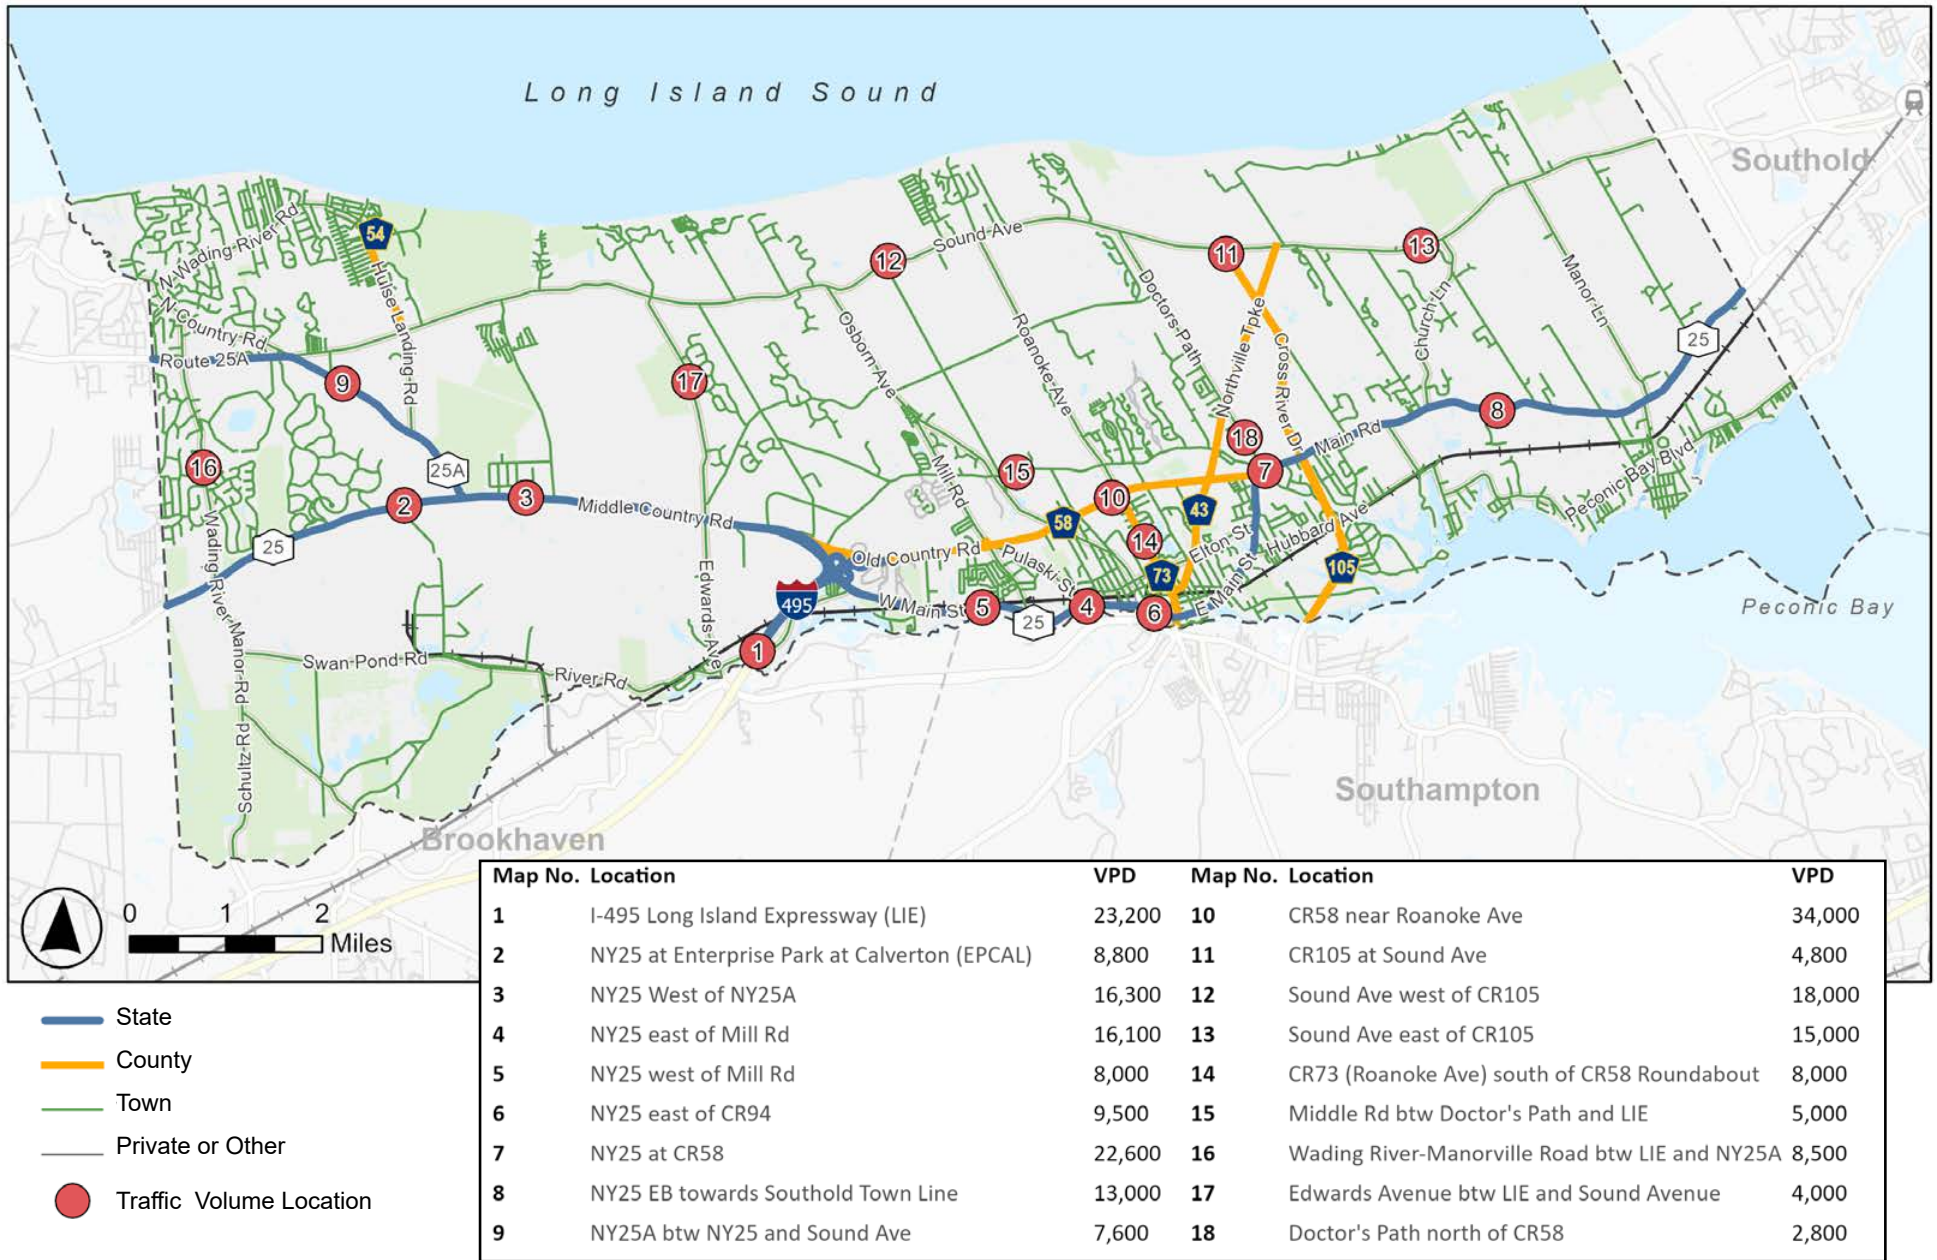 Long Island Sound
Southold
54
N Wading River Rd
Hulse Landing Rd
N Country Rd
Route 25A
12
Sound Ave
11
13
Doctors Path
Manor Ln
Northville Tpke
Church Ln
25
Osborn Ave
Roanoke Ave
Cross River Dr
9
17
8
18
Main Rd
16
25A
15
7
Mill Rd
2
3
10
Peconic Bay Blvd
Middle Country Rd
58
43
25
Old Country Rd
14
Elton St
Hubbard Ave
Wading River Manor Rd
Pulaski St
73
105
Edwards Ave
495
W Main St
5
25
4
6
E Main St
Peconic Bay
1
Swan Pond Rd
River Rd
Schultz Rd
Southampton
Brookhaven
0 1 2
Miles
Map No. Location VPD Map No. Location VPD
1 I-495 Long Island Expressway (LIE) 23,200 10 CR58 near Roanoke Ave 34,000
2 NY25 at Enterprise Park at Calverton (EPCAL) 8,800 11 CR105 at Sound Ave 4,800
3 NY25 West of NY25A 16,300 12 Sound Ave west of CR105 18,000
4 NY25 east of Mill Rd 16,100 13 Sound Ave east of CR105 15,000
5 NY25 west of Mill Rd 8,000 14 CR73 (Roanoke Ave) south of CR58 Roundabout 8,000
6 NY25 east of CR94 9,500 15 Middle Rd btw Doctor's Path and LIE 5,000
7 NY25 at CR58 22,600 16 Wading River-Manorville Road btw LIE and NY25A 8,500
8 NY25 EB towards Southold Town Line 13,000 17 Edwards Avenue btw LIE and Sound Avenue 4,000
9 NY25A btw NY25 and Sound Ave 7,600 18 Doctor's Path north of CR58 2,800
State
County
Town
Private or Other
Traffic Volume Location